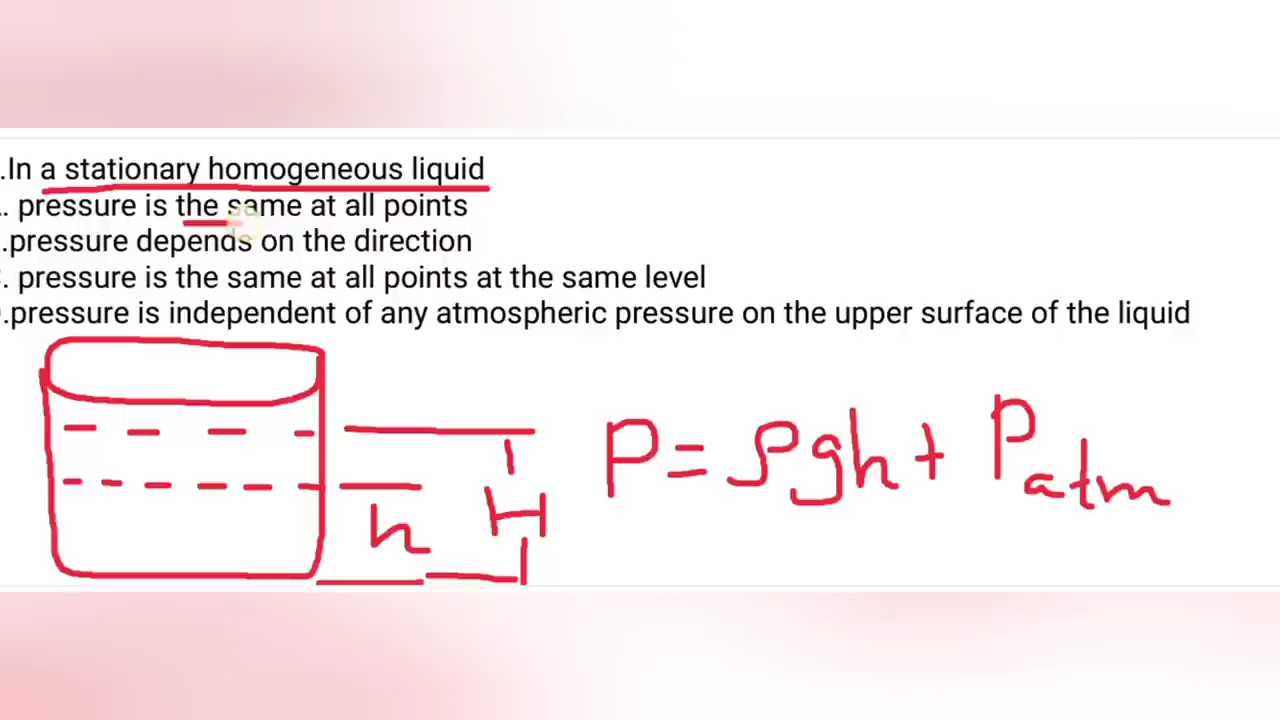 .In a stationary homogeneous liquid
. pressure is the same at all points
.pressure depends on the direction
. pressure is the same at all points at the same level
.pressure is independent of any atmospheric pressure on the upper surface of the liquid
P = ρgh + Patm
h
H